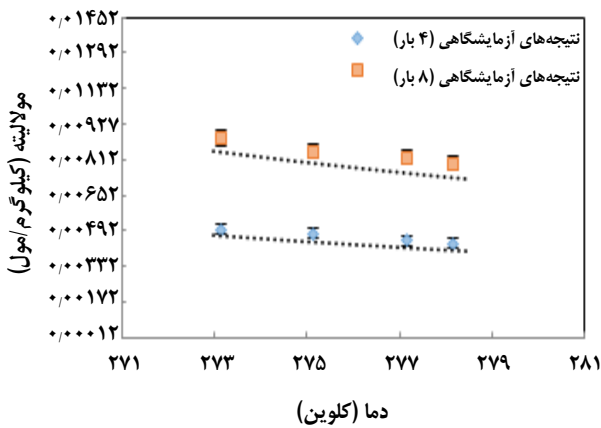 ۰٫۰۱۴۵۲
۰٫۰۱۲۹۲
۰٫۰۱۱۳۲
۰٫۰۰۹۲۷
۰٫۰۰۸۱۲
۰٫۰۰۶۵۲
۰٫۰۰۴۹۲
۰٫۰۰۳۳۲
۰٫۰۰۱۷۲
۰٫۰۰۰۱۲
مولالیته (کیلوگرم/مول)
نتیجه‌های آزمایشگاهی (۴ بار)
نتیجه‌های آزمایشگاهی (۸ بار)
۲۷۱ ۲۷۳ ۲۷۵ ۲۷۷ ۲۷۹ ۲۸۱
دما (کلوین)